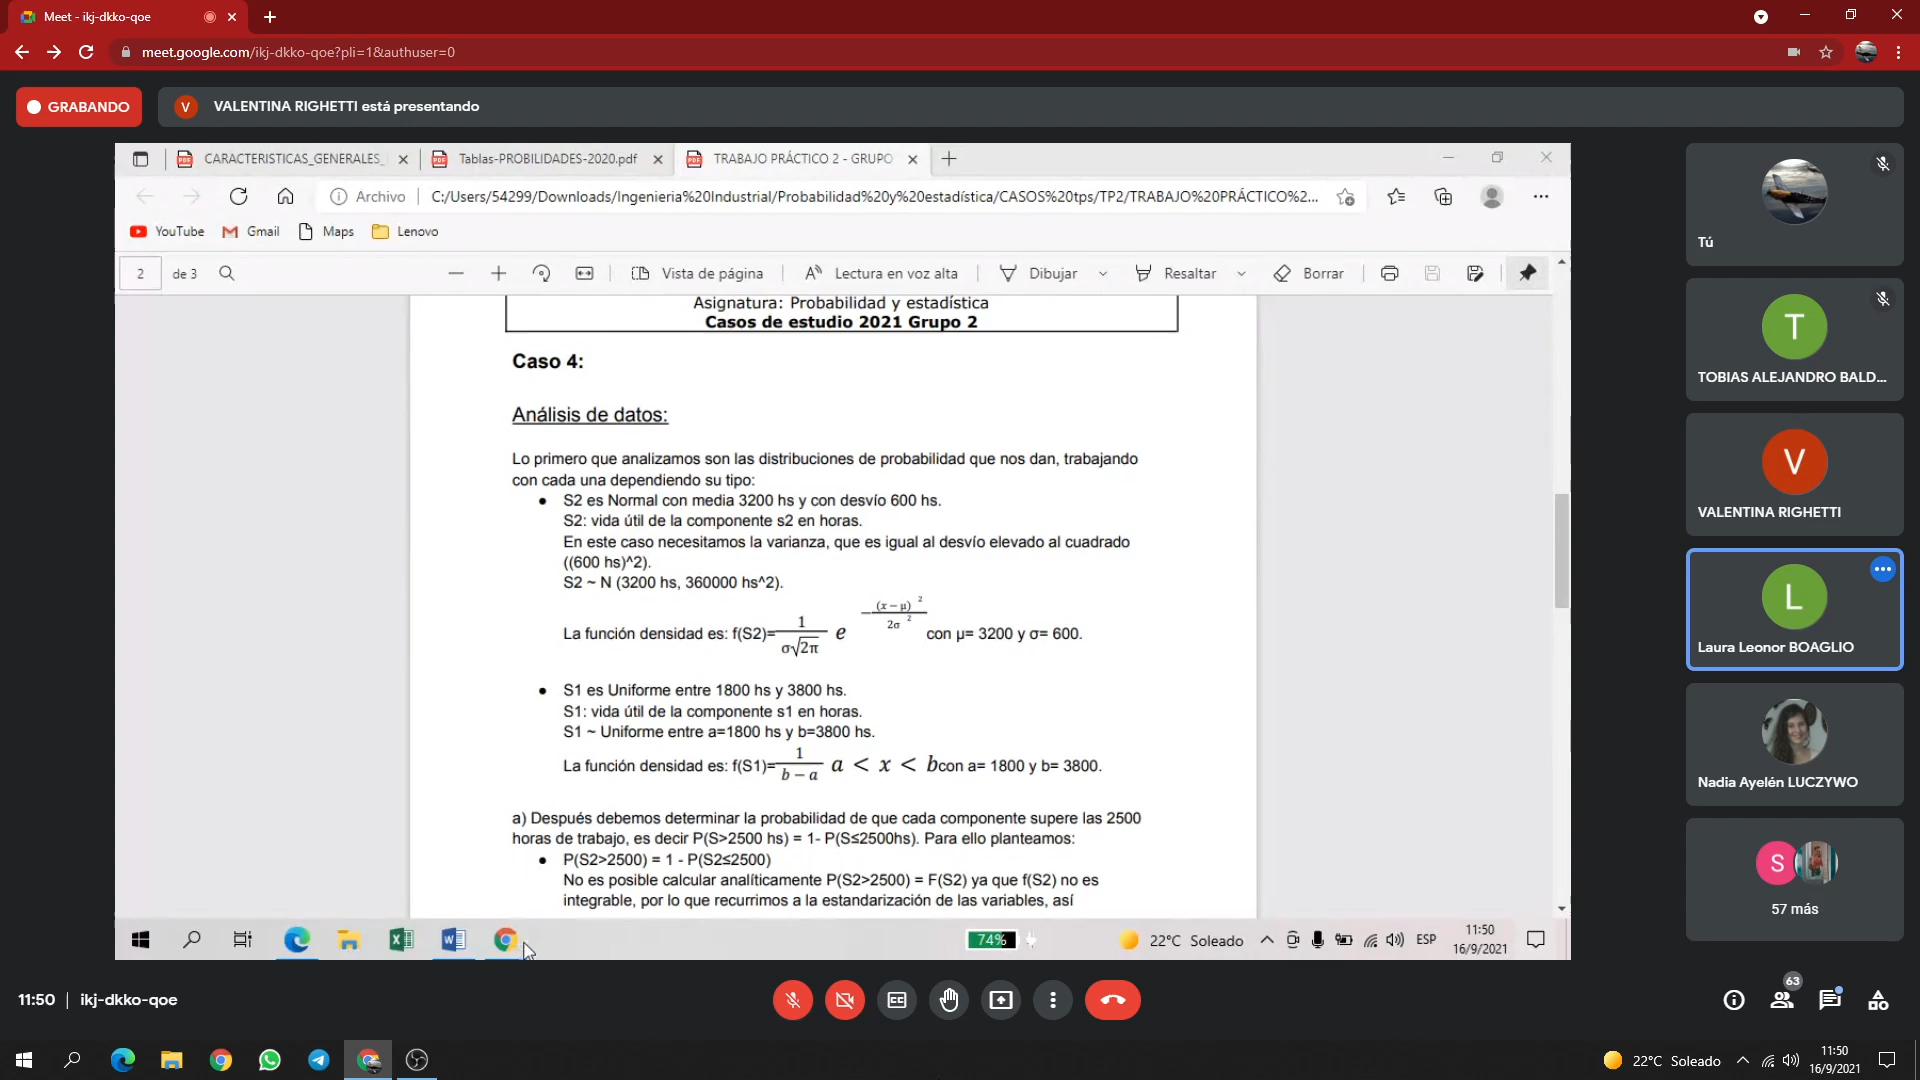 Meet - ikj-dkko-qoe
meet.google.com/ikj-dkko-qoe?pli=1&authuser=0
GRABANDO
V
VALENTINA RIGHETTI está presentando
CARACTERISTICAS_GENERALES_
Tablas-PROBILIDADES-2020.pdf
TRABAJO PRÁCTICO 2 - GRUPO
Archivo
C:/Users/54299/Downloads/Ingenieria%20Industrial/Probabilidad%20y%20estadística/CASOS%20tps/TP2/TRABAJO%20PRÁCTICO%2...
YouTube
Gmail
Maps
Lenovo
2
de 3
Vista de página
Lectura en voz alta
Dibujar
Resaltar
Borrar
Asignatura: Probabilidad y estadística
Casos de estudio 2021 Grupo 2
Caso 4:
Análisis de datos:
Lo primero que analizamos son las distribuciones de probabilidad que nos dan, trabajando
con cada una dependiendo su tipo:
● S2 es Normal con media 3200 hs y con desvío 600 hs.
S2: vida útil de la componente s2 en horas.
En este caso necesitamos la varianza, que es igual al desvío elevado al cuadrado
((600 hs)^2).
S2 ~ N (3200 hs, 360000 hs^2).
La función densidad es: f(S2)= 1/(σ√2π) e −(x−μ)²/2σ² con μ= 3200 y σ= 600.
● S1 es Uniforme entre 1800 hs y 3800 hs.
S1: vida útil de la componente s1 en horas.
S1 ~ Uniforme entre a=1800 hs y b=3800 hs.
La función densidad es: f(S1)= 1/(b − a) a < x < b con a= 1800 y b= 3800.
a) Después debemos determinar la probabilidad de que cada componente supere las 2500
horas de trabajo, es decir P(S>2500 hs) = 1- P(S≤2500hs). Para ello planteamos:
● P(S2>2500) = 1 - P(S2≤2500)
No es posible calcular analíticamente P(S2>2500) = F(S2) ya que f(S2) no es
integrable, por lo que recurrimos a la estandarización de las variables, así
74%
22°C Soleado
ESP
11:50
16/9/2021
Tú
T
TOBIAS ALEJANDRO BALD...
V
VALENTINA RIGHETTI
L
Laura Leonor BOAGLIO
Nadia Ayelén LUCZYWO
S
57 más
11:50 | ikj-dkko-qoe
63
22°C Soleado
11:50
16/9/2021